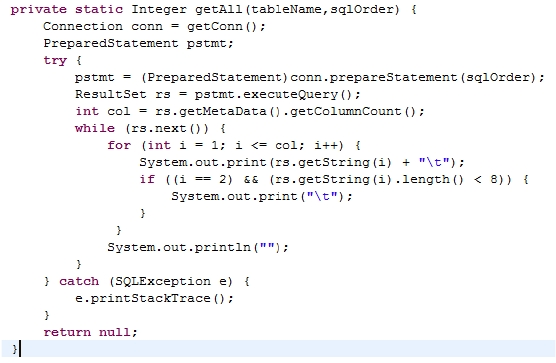 private static Integer getAll(tableName,sqlOrder) {
    Connection conn = getConn();
    PreparedStatement pstmt;
    try {
        pstmt = (PreparedStatement)conn.prepareStatement(sqlOrder);
        ResultSet rs = pstmt.executeQuery();
        int col = rs.getMetaData().getColumnCount();
        while (rs.next()) {
            for (int i = 1; i <= col; i++) {
                System.out.print(rs.getString(i) + "\t");
                if ((i == 2) && (rs.getString(i).length() < 8)) {
                    System.out.print("\t");
                }
             }
            System.out.println("");
        }
    } catch (SQLException e) {
        e.printStackTrace();
    }
    return null;
}